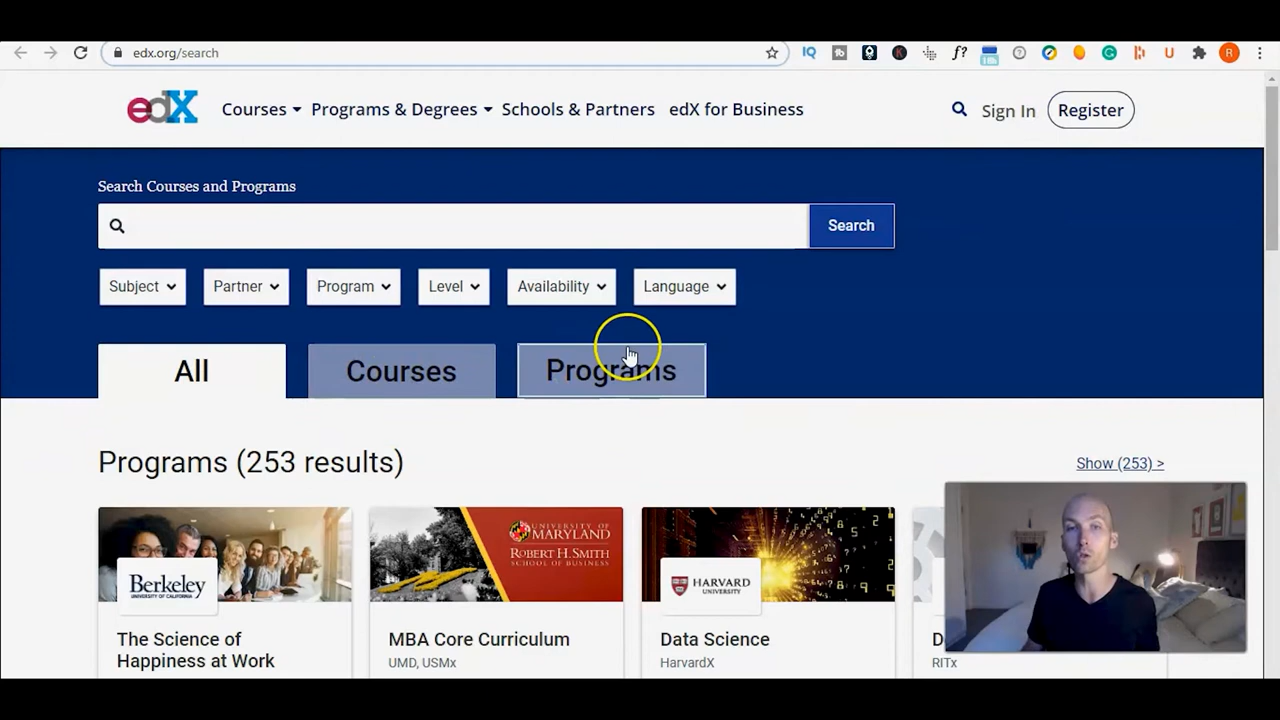 edx.org/search
edX
Courses
Programs & Degrees
Schools & Partners
edX for Business
Sign In
Register
Search Courses and Programs
Search
Subject
Partner
Program
Level
Availability
Language
All
Courses
Programs
Programs (253 results)
Show (253) >
Berkeley
UNIVERSITY OF CALIFORNIA
The Science of
Happiness at Work
UNIVERSITY OF
MARYLAND
ROBERT H. SMITH
SCHOOL OF BUSINESS
MBA Core Curriculum
UMD, USMx
HARVARD
UNIVERSITY
Data Science
HarvardX
RITx